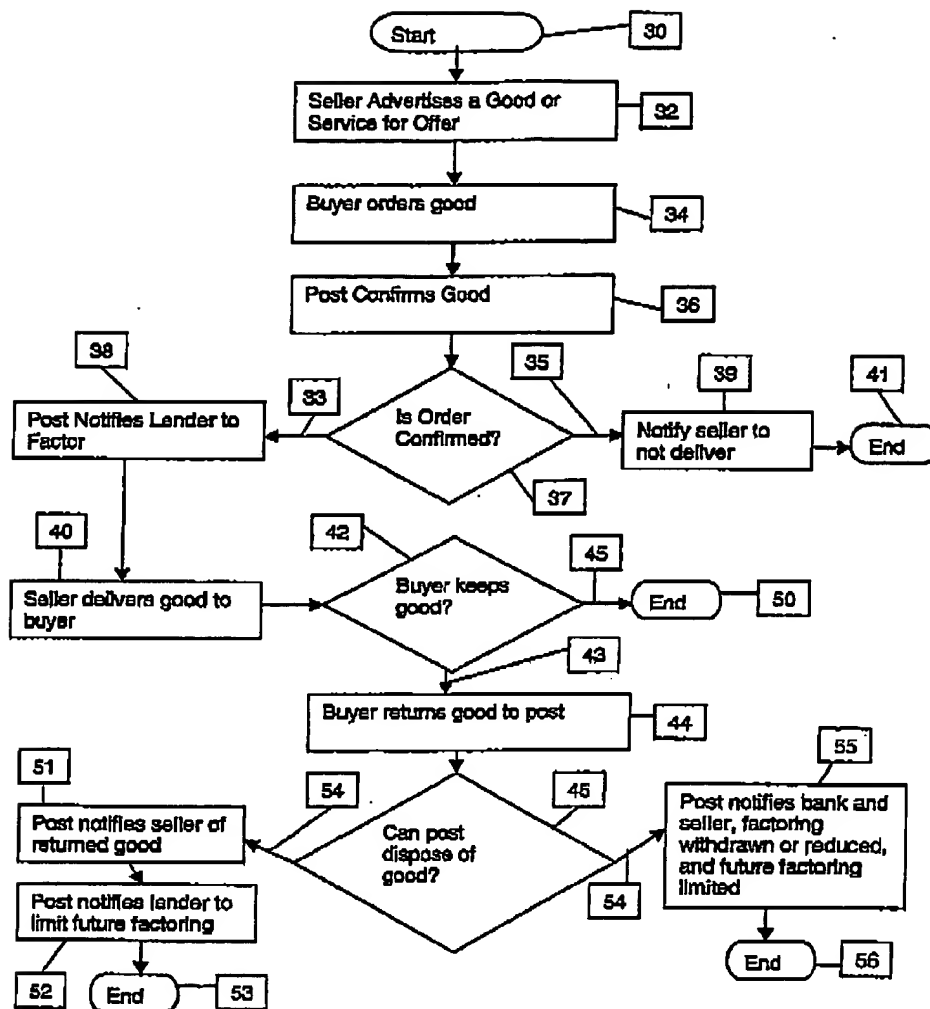 Start
30
Seller Advertises a Good or
Service for Offer
32
Buyer orders good
34
Post Confirms Good
36
38
33
35
39
41
Post Notifies Lender to
Factor
Is Order
Confirmed?
Notify seller to
not deliver
End
37
40
42
45
Seller delivers good to
buyer
Buyer keeps
good?
End
50
43
Buyer returns good to post
44
51
54
45
55
Post notifies seller of
returned good
Can post
dispose of
good?
Post notifies bank and
seller, factoring
withdrawn or reduced,
and future factoring
limited
54
Post notifies lender to
limit future factoring
52
End
53
End
56